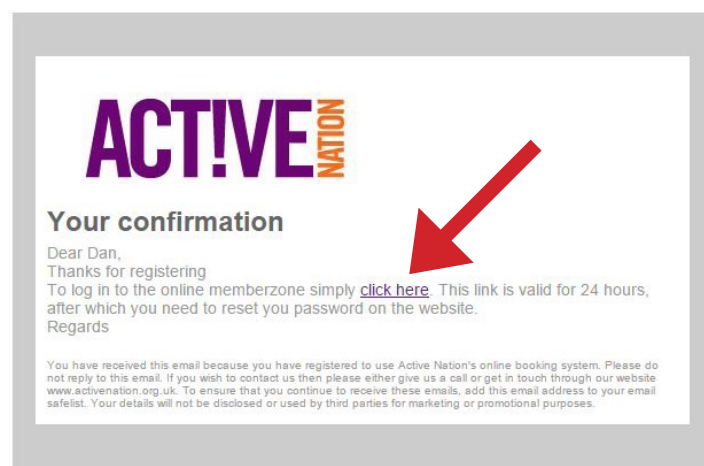 ACT!VE NATION
Your confirmation
Dear Dan,
Thanks for registering
To log in to the online memberzone simply click here. This link is valid for 24 hours,
after which you need to reset you password on the website.
Regards
You have received this email because you have registered to use Active Nation's online booking system. Please do
not reply to this email. If you wish to contact us then please either give us a call or get in touch through our website
www.activenation.org.uk. To ensure that you continue to receive these emails, add this email address to your email
safelist. Your details will not be disclosed or used by third parties for marketing or promotional purposes.